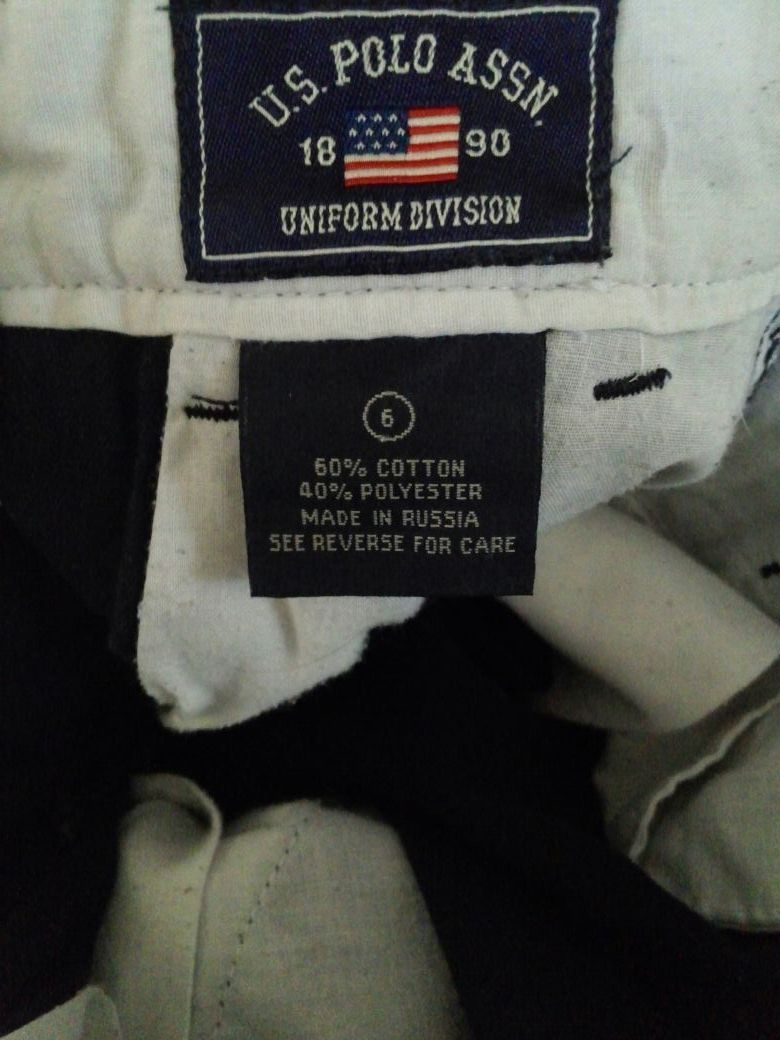 U.S. POLO ASSN.
18 90
UNIFORM DIVISION
6
60% COTTON
40% POLYESTER
MADE IN RUSSIA
SEE REVERSE FOR CARE